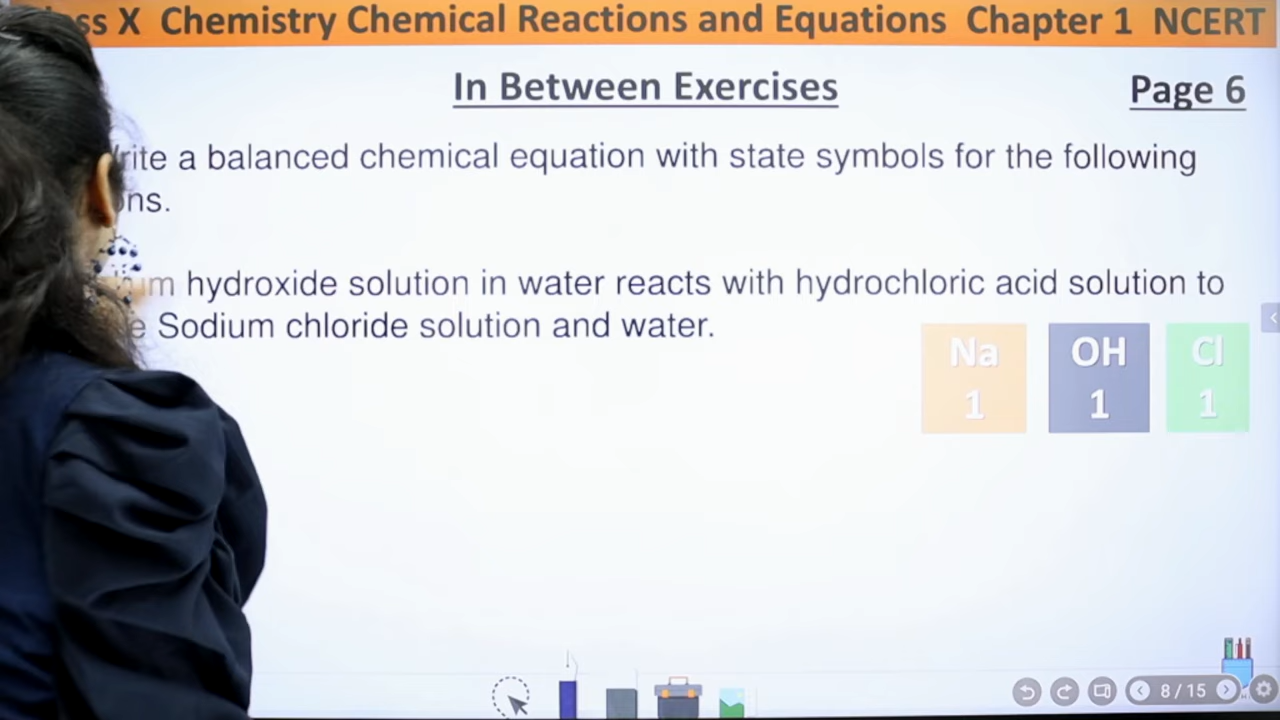 ss X Chemistry Chemical Reactions and Equations Chapter 1 NCERT
In Between Exercises
Page 6
rite a balanced chemical equation with state symbols for the following
ons.
um hydroxide solution in water reacts with hydrochloric acid solution to
e Sodium chloride solution and water.
Na
1
OH
1
Cl
1
8 / 15